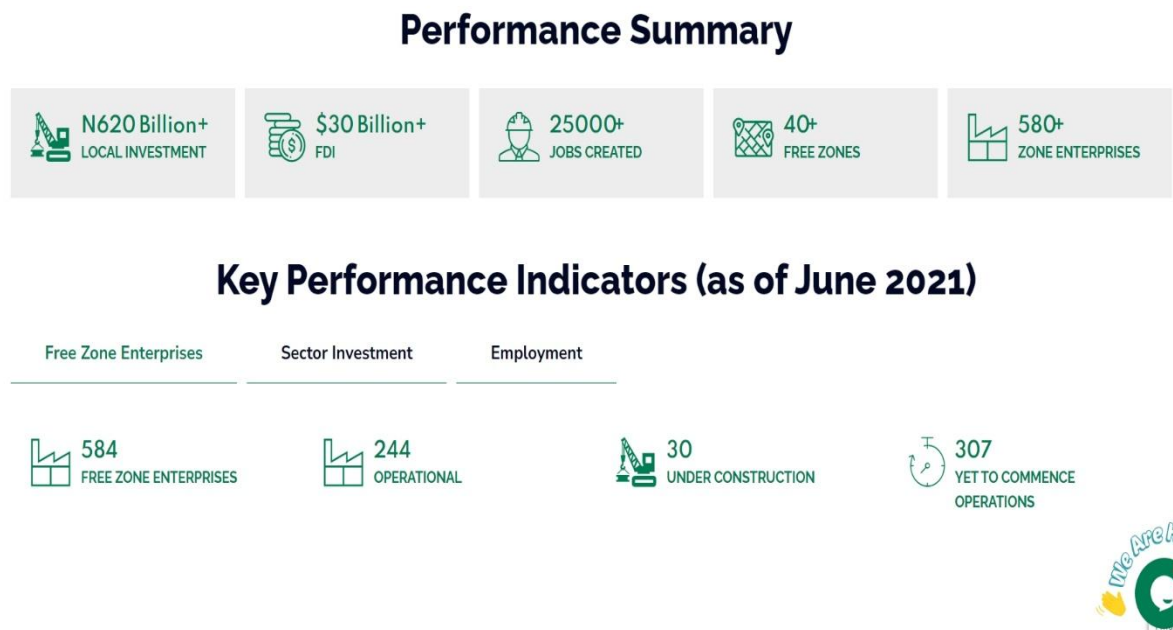 Performance Summary
N620 Billion+
LOCAL INVESTMENT
$30 Billion+
FDI
25000+
JOBS CREATED
40+
FREE ZONES
580+
ZONE ENTERPRISES
Key Performance Indicators (as of June 2021)
Free Zone Enterprises
Sector Investment
Employment
584
FREE ZONE ENTERPRISES
244
OPERATIONAL
30
UNDER CONSTRUCTION
307
YET TO COMMENCE
OPERATIONS
We Are